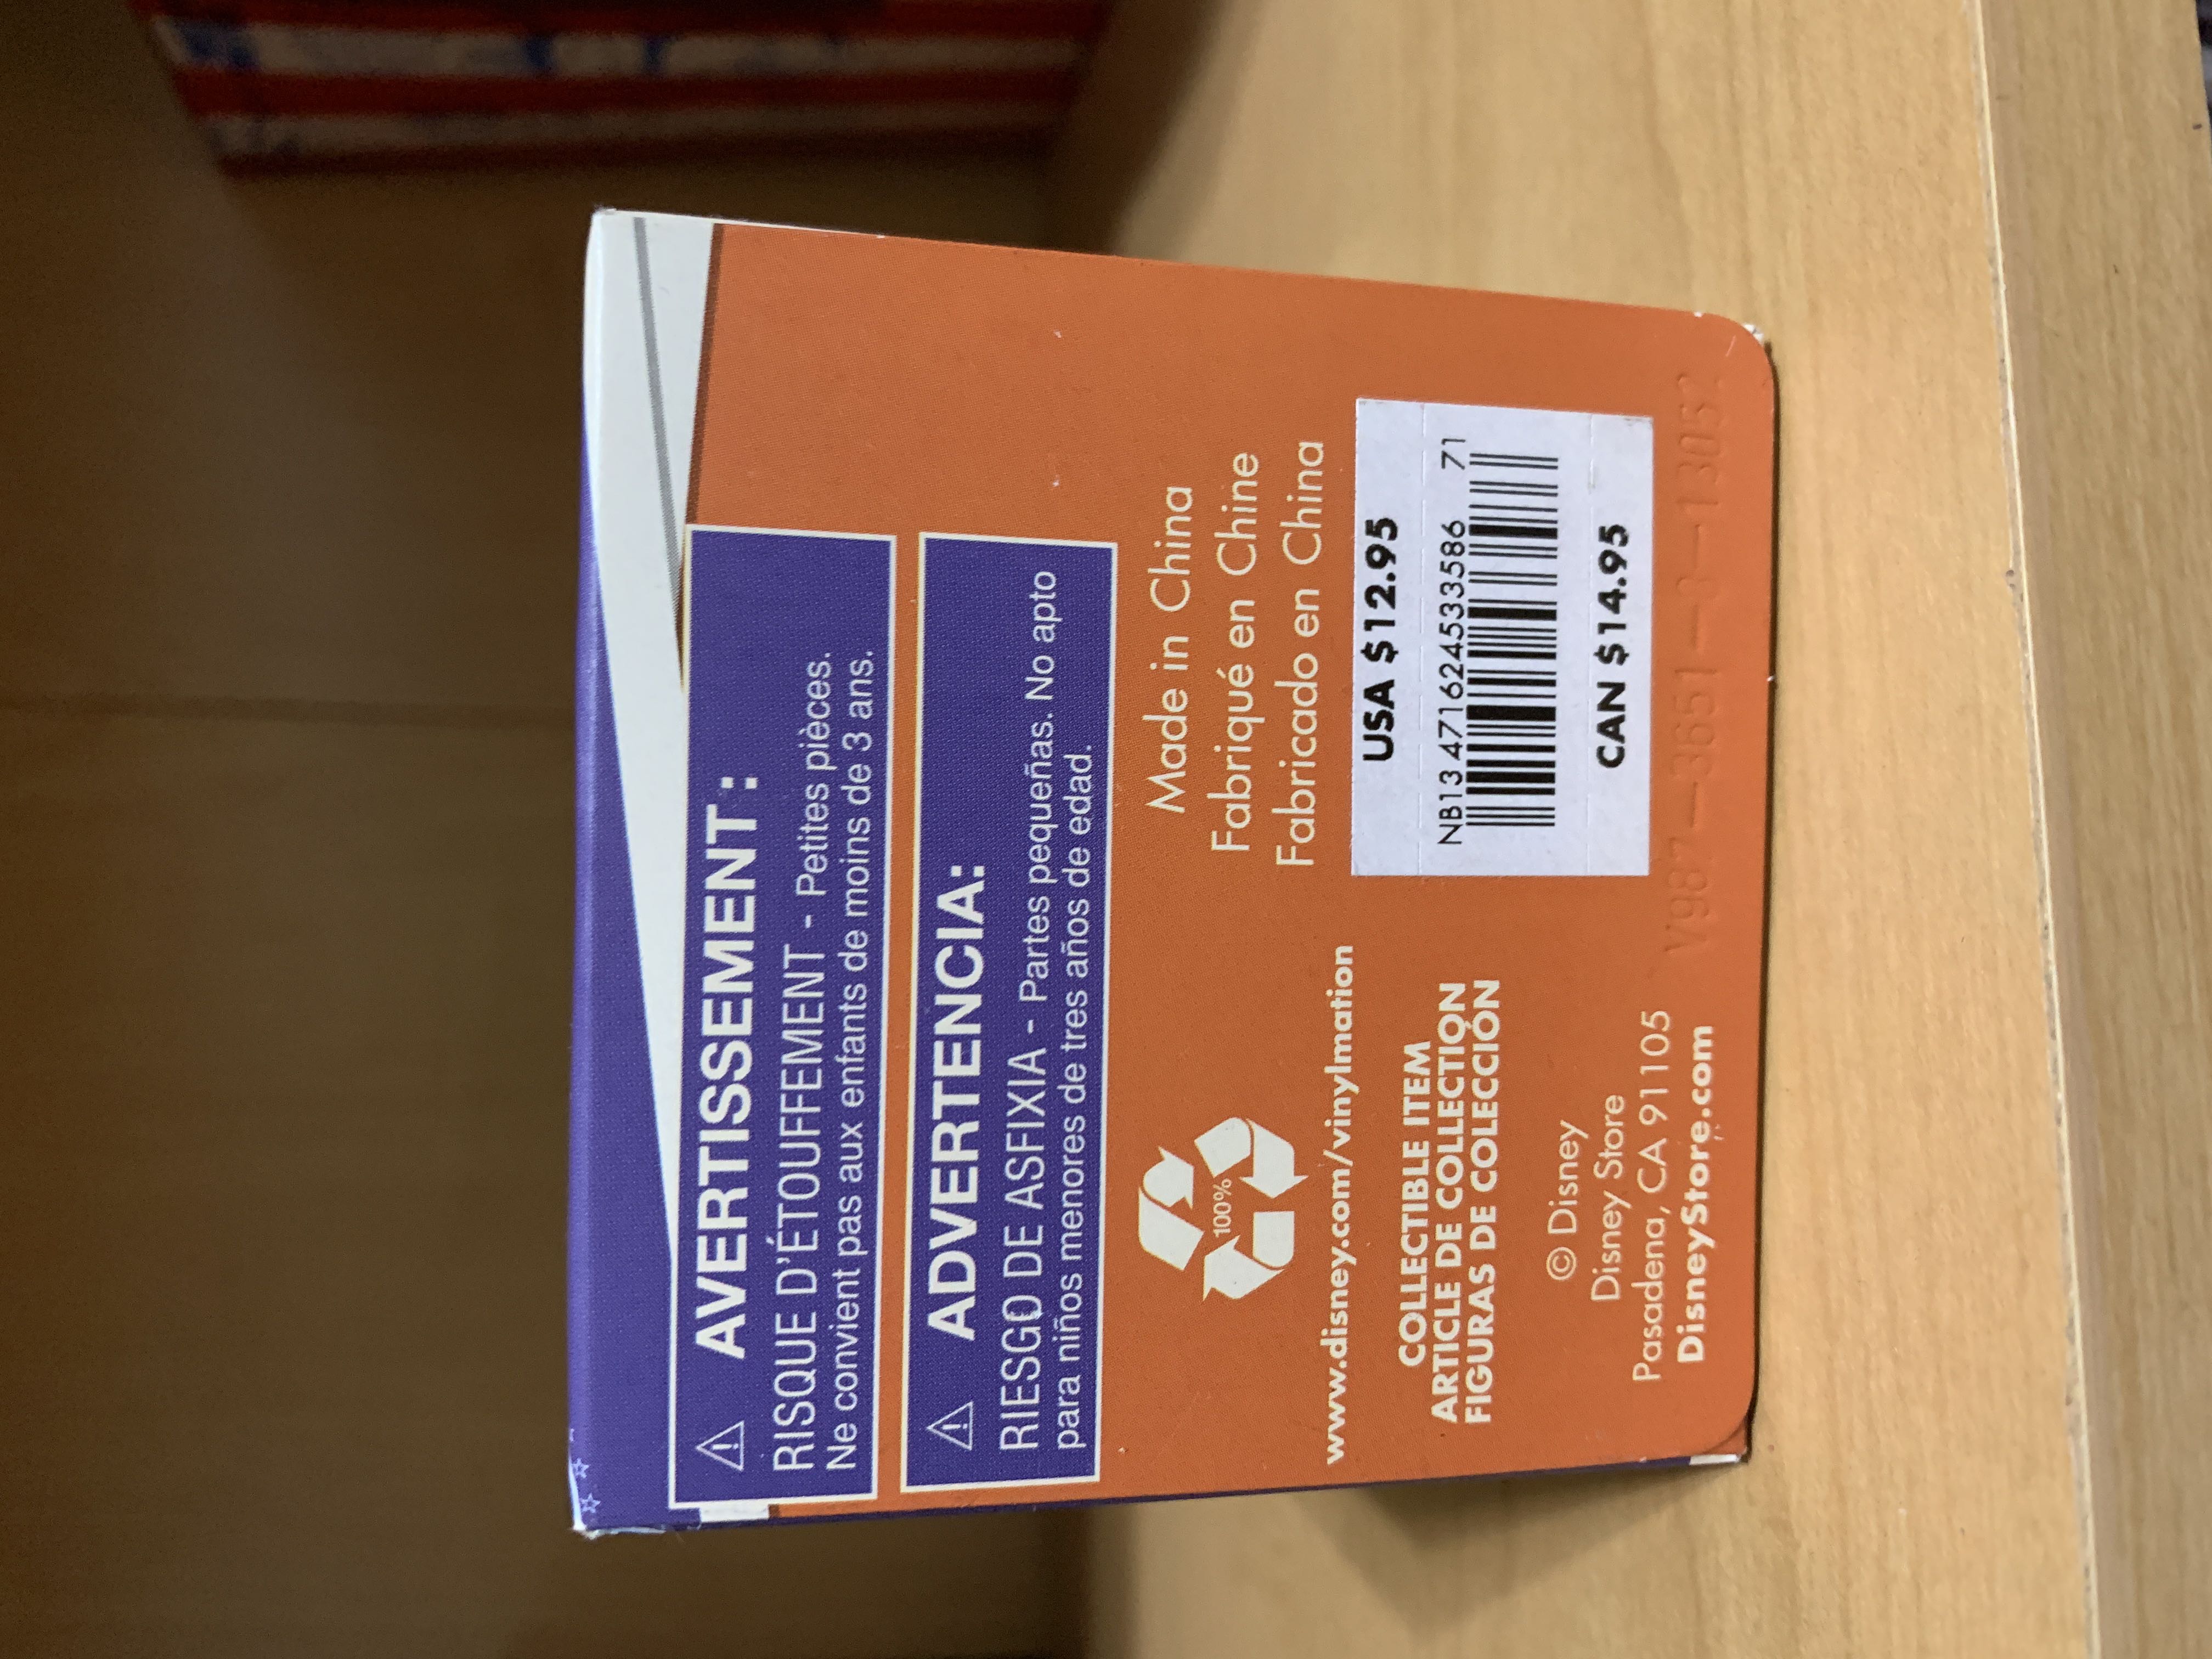 ⚠ AVERTISSEMENT :
RISQUE D'ÉTOUFFEMENT - Petites pièces.
Ne convient pas aux enfants de moins de 3 ans.
⚠ ADVERTENCIA:
RIESGO DE ASFIXIA - Partes pequeñas. No apto
para niños menores de tres años de edad.
100%
www.disney.com/vinylmation
COLLECTIBLE ITEM
ARTICLE DE COLLECTION
FIGURAS DE COLECCIÓN
© Disney
Disney Store
Pasadena, CA 91105
DisneyStore.com
Made in China
Fabriqué en Chine
Fabricado en China
USA $12.95
NB13 471624533586 71
CAN $14.95